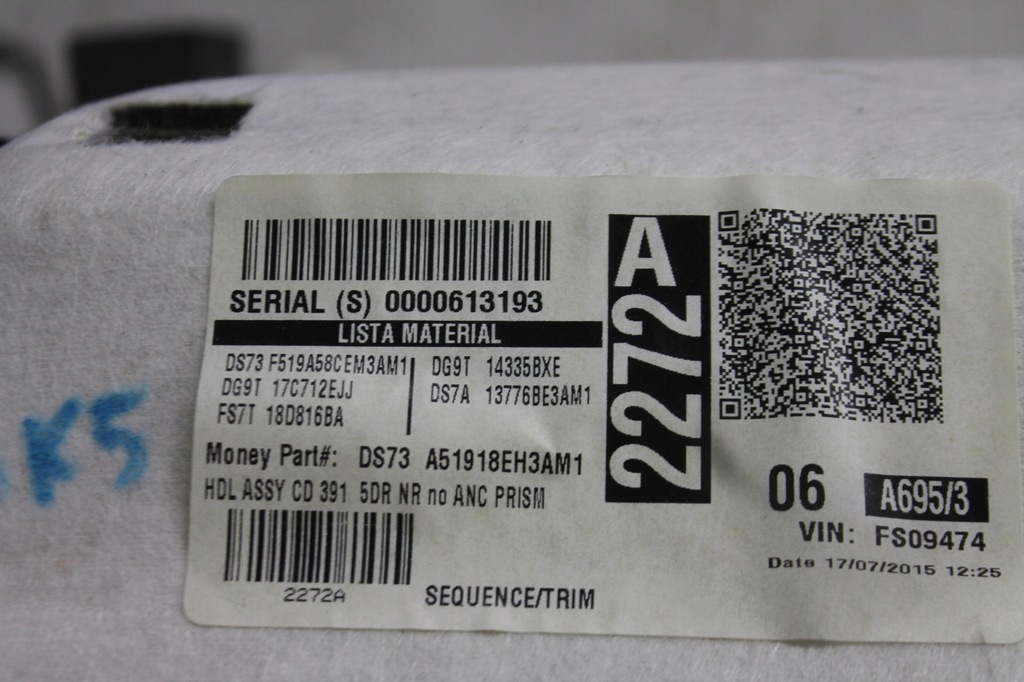 SERIAL (S) 0000613193
LISTA MATERIAL
DS73 F519A58CEM3AM1
DG9T 17C712EJJ
FS7T 18D816BA
DG9T 14335BXE
DS7A 13776BE3AM1
Money Part#: DS73 A51918EH3AM1
HDL ASSY CD 391 5DR NR no ANC PRISM
2272A
SEQUENCE/TRIM
2272A
06 A695/3
VIN: FS09474
Date 17/07/2015 12:25
K5